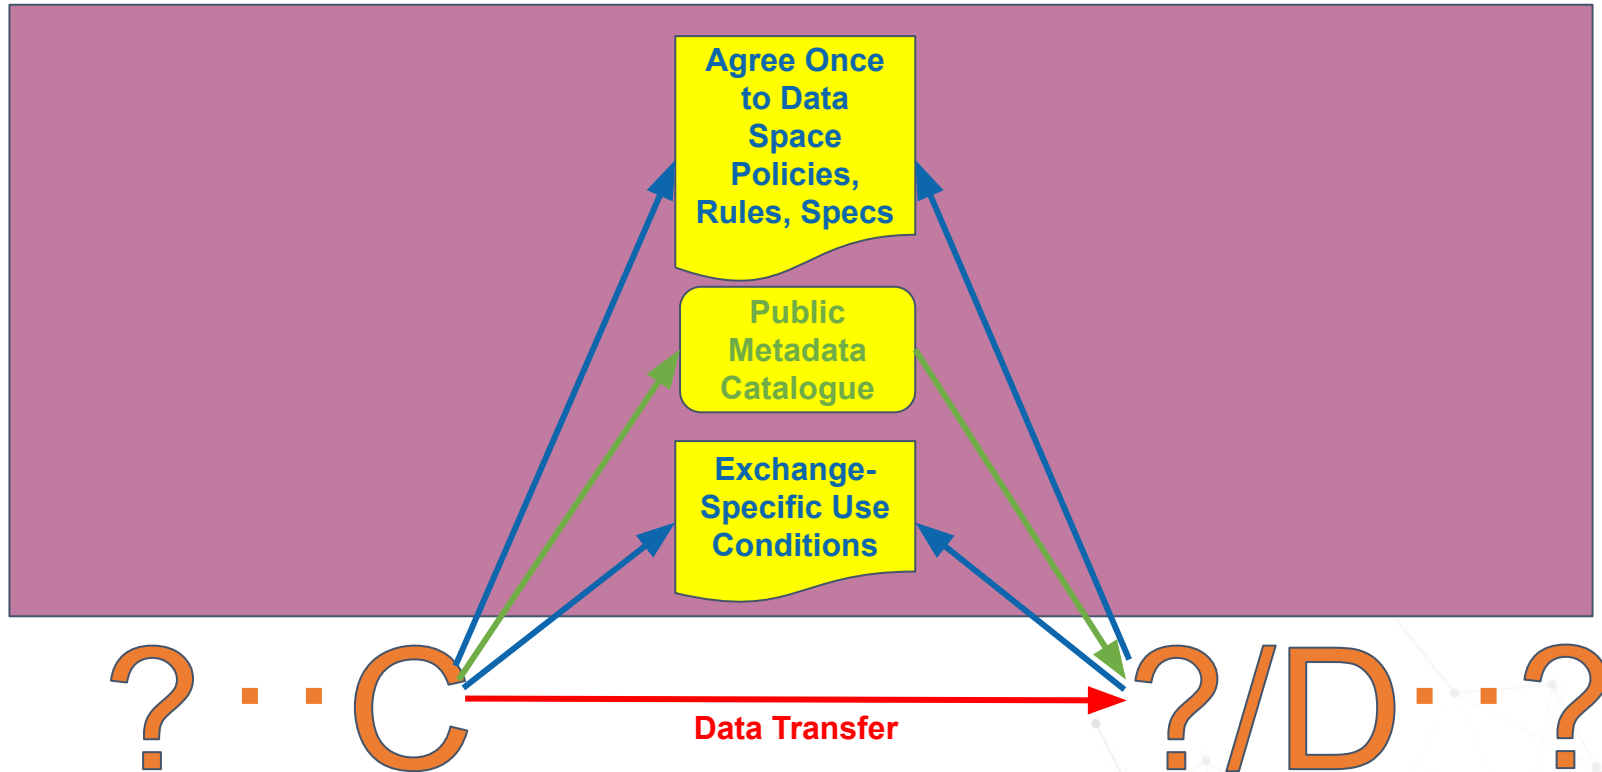 Agree Once
to Data
Space
Policies,
Rules, Specs
Public
Metadata
Catalogue
Exchange-
Specific Use
Conditions
? ·· C ?/D ·· ?
Data Transfer